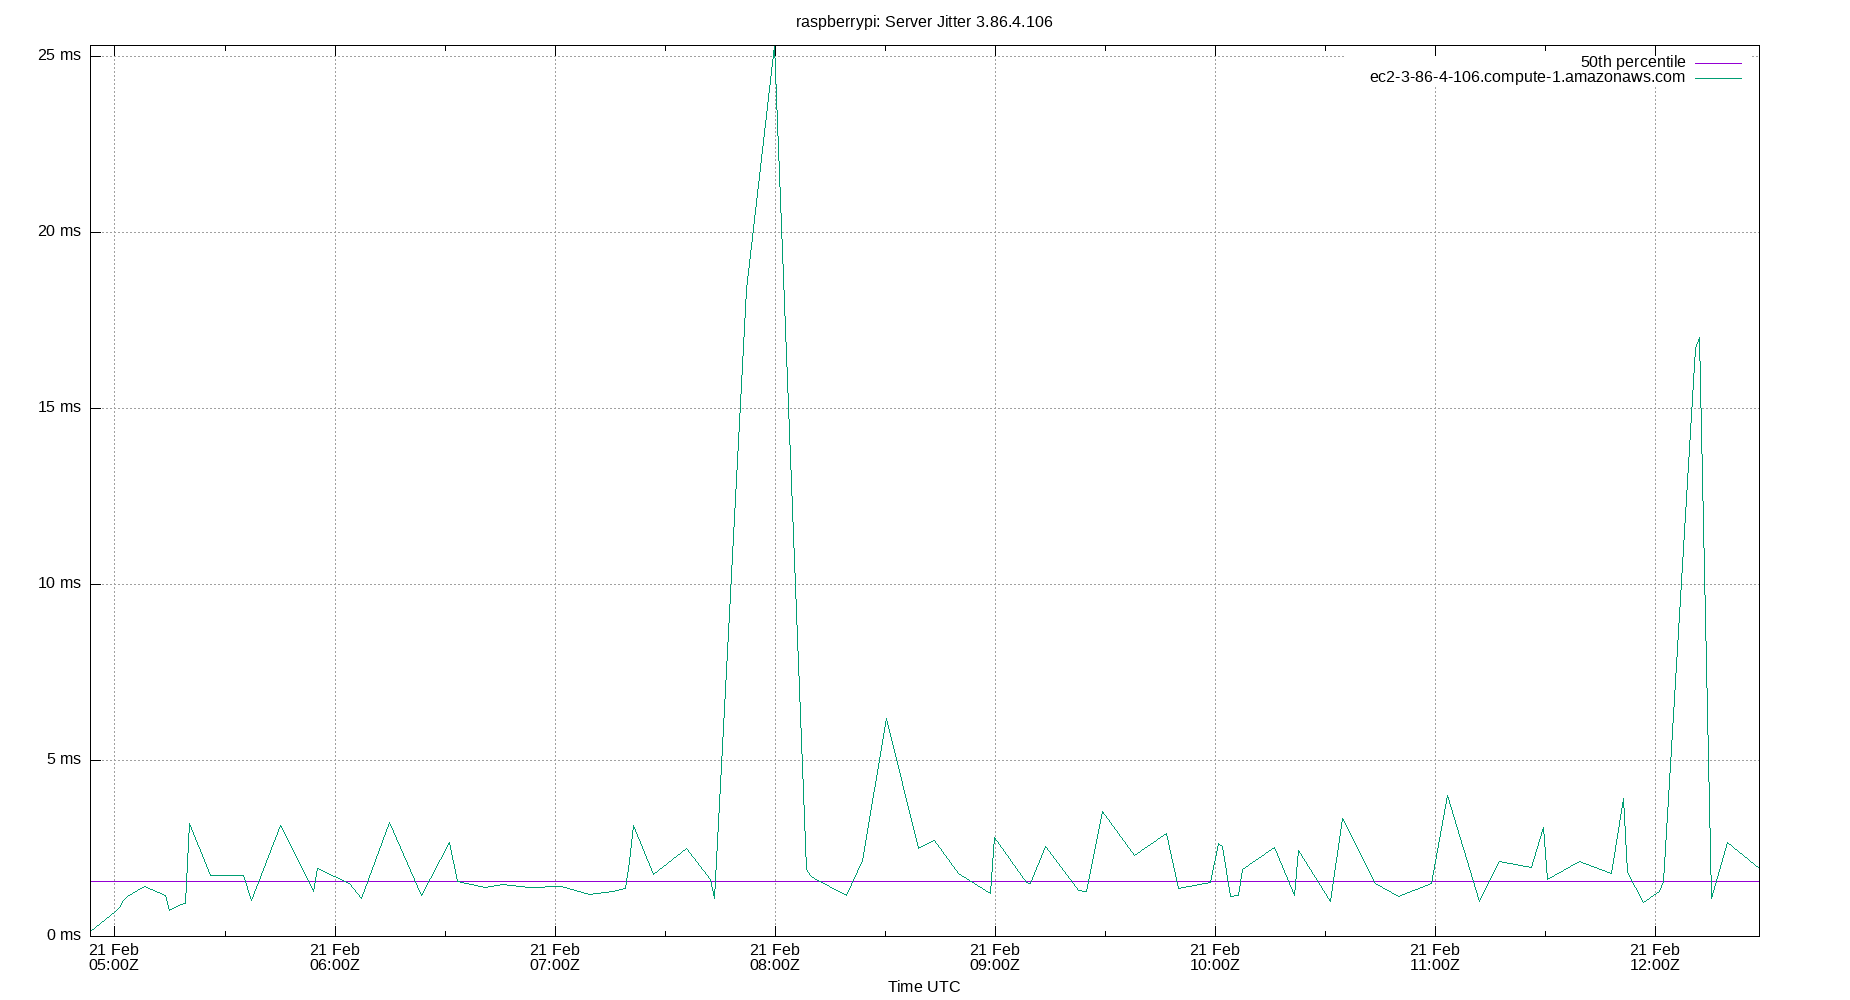 raspberrypi: Server Jitter 3.86.4.106
50th percentile
ec2-3-86-4-106.compute-1.amazonaws.com
25 ms
20 ms
15 ms
10 ms
5 ms
0 ms
21 Feb 21 Feb 21 Feb 21 Feb 21 Feb 21 Feb 21 Feb 21 Feb
05:00Z 06:00Z 07:00Z 08:00Z 09:00Z 10:00Z 11:00Z 12:00Z
Time UTC